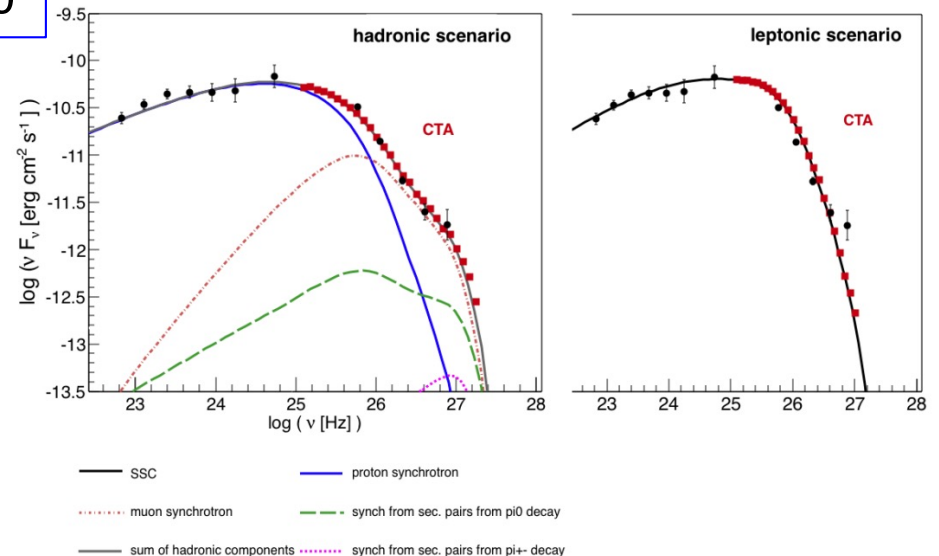 hadronic scenario
leptonic scenario
CTA
CTA
log (ν Fν [erg cm-2 s-1 ] )
-9.5
-10
-10.5
-11
-11.5
-12
-12.5
-13
-13.5
23 24 25 26 27 28
23 24 25 26 27 28
log ( ν [Hz] )
SSC
proton synchrotron
muon synchrotron
synch from sec. pairs from pi0 decay
sum of hadronic components
synch from sec. pairs from pi+- decay